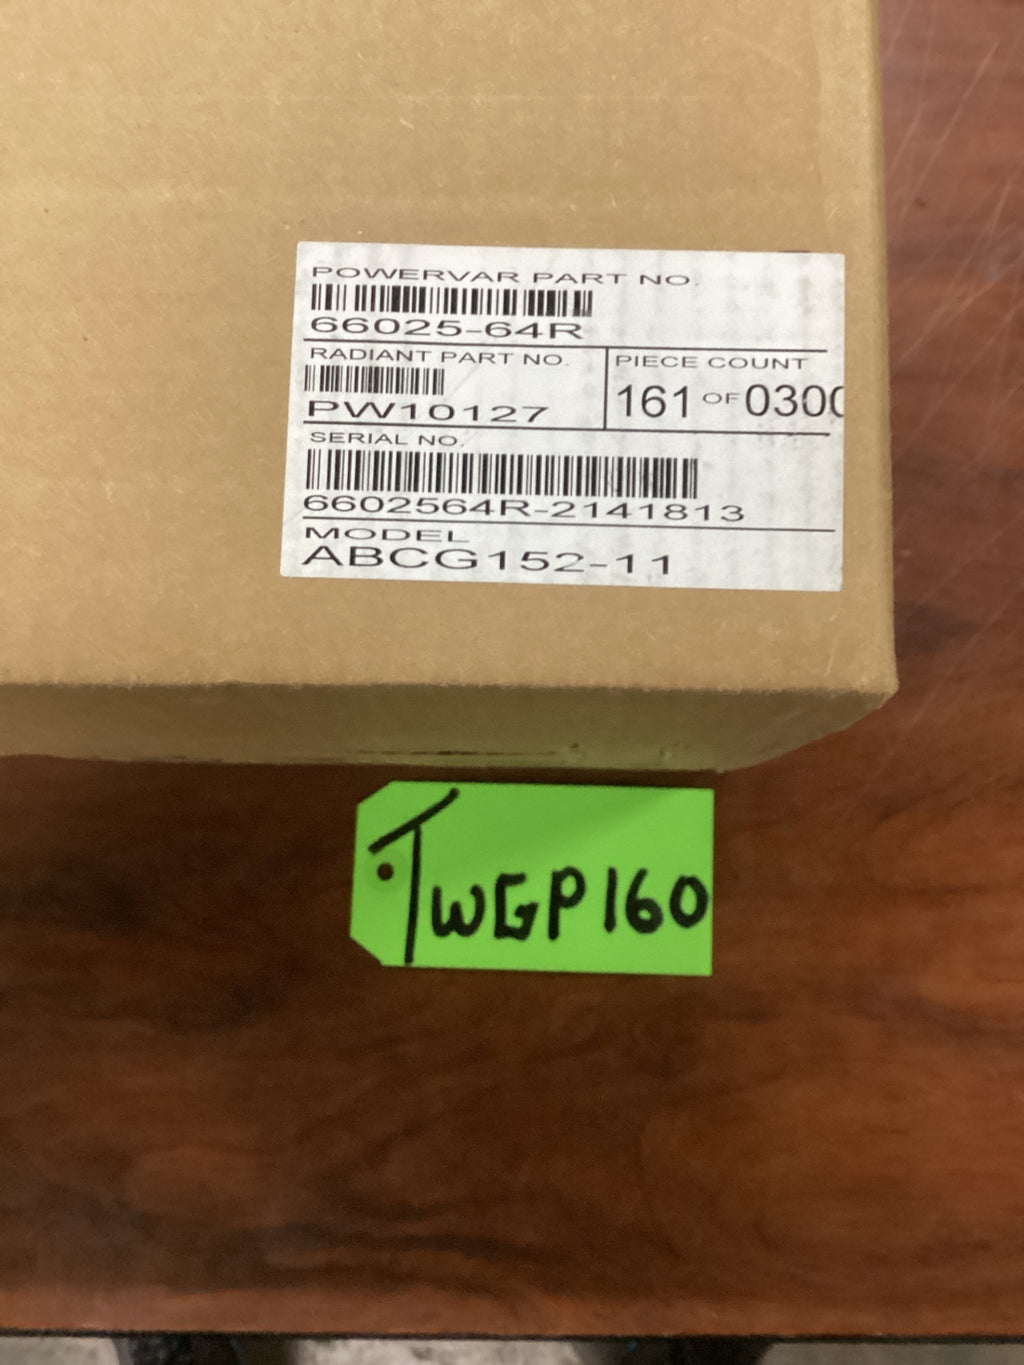 POWERVAR PART NO.
66025-64R
RADIANT PART NO.
PW10127
PIECE COUNT
161 OF 0300
SERIAL NO.
6602564R-2141813
MODEL
ABCG152-11
TWGP160